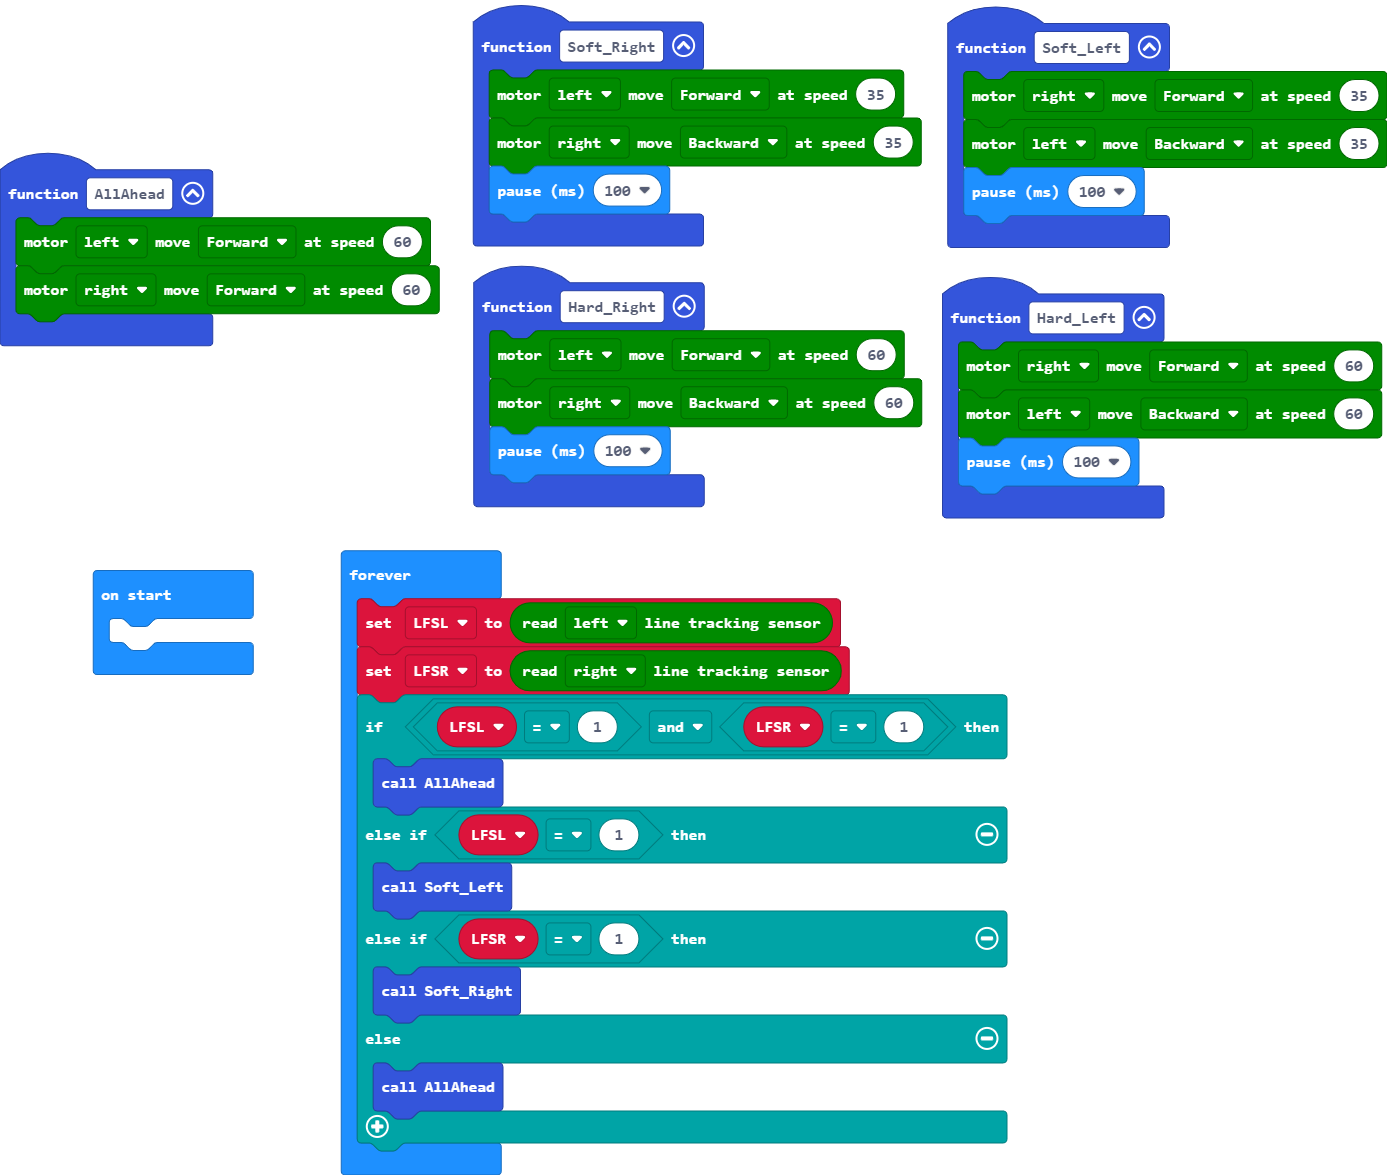 function AllAhead
motor left move Forward at speed 60
motor right move Forward at speed 60
function Soft_Right
motor left move Forward at speed 35
motor right move Backward at speed 35
pause (ms) 100
function Soft_Left
motor right move Forward at speed 35
motor left move Backward at speed 35
pause (ms) 100
function Hard_Right
motor left move Forward at speed 60
motor right move Backward at speed 60
pause (ms) 100
function Hard_Left
motor right move Forward at speed 60
motor left move Backward at speed 60
pause (ms) 100
on start
forever
set LFSL to read left line tracking sensor
set LFSR to read right line tracking sensor
if LFSL = 1 and LFSR = 1 then
call AllAhead
else if LFSL = 1 then
call Soft_Left
else if LFSR = 1 then
call Soft_Right
else
call AllAhead